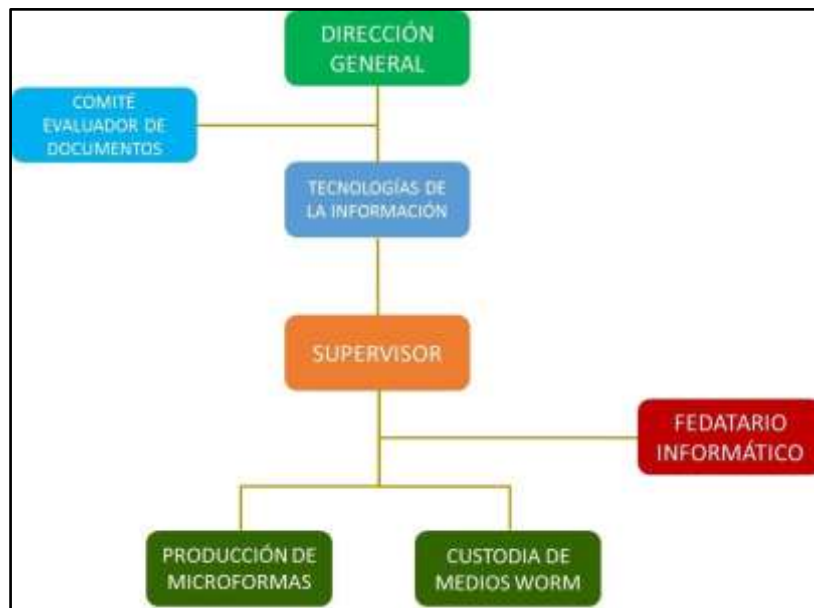 DIRECCIÓN
GENERAL
COMITÉ
EVALUADOR DE
DOCUMENTOS
TECNOLOGÍAS DE
LA INFORMACIÓN
SUPERVISOR
FEDATARIO
INFORMÁTICO
PRODUCCIÓN DE
MICROFORMAS
CUSTODIA DE
MEDIOS WORM